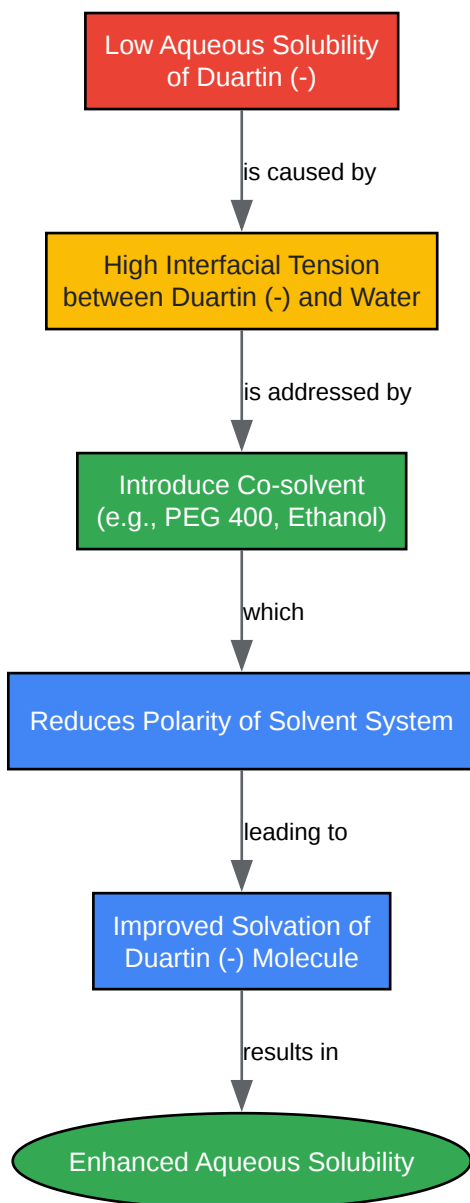 Low Aqueous Solubility
of Duartin (-)
is caused by
High Interfacial Tension
between Duartin (-) and Water
is addressed by
Introduce Co-solvent
(e.g., PEG 400, Ethanol)
which
Reduces Polarity of Solvent System
leading to
Improved Solvation of
Duartin (-) Molecule
results in
Enhanced Aqueous Solubility